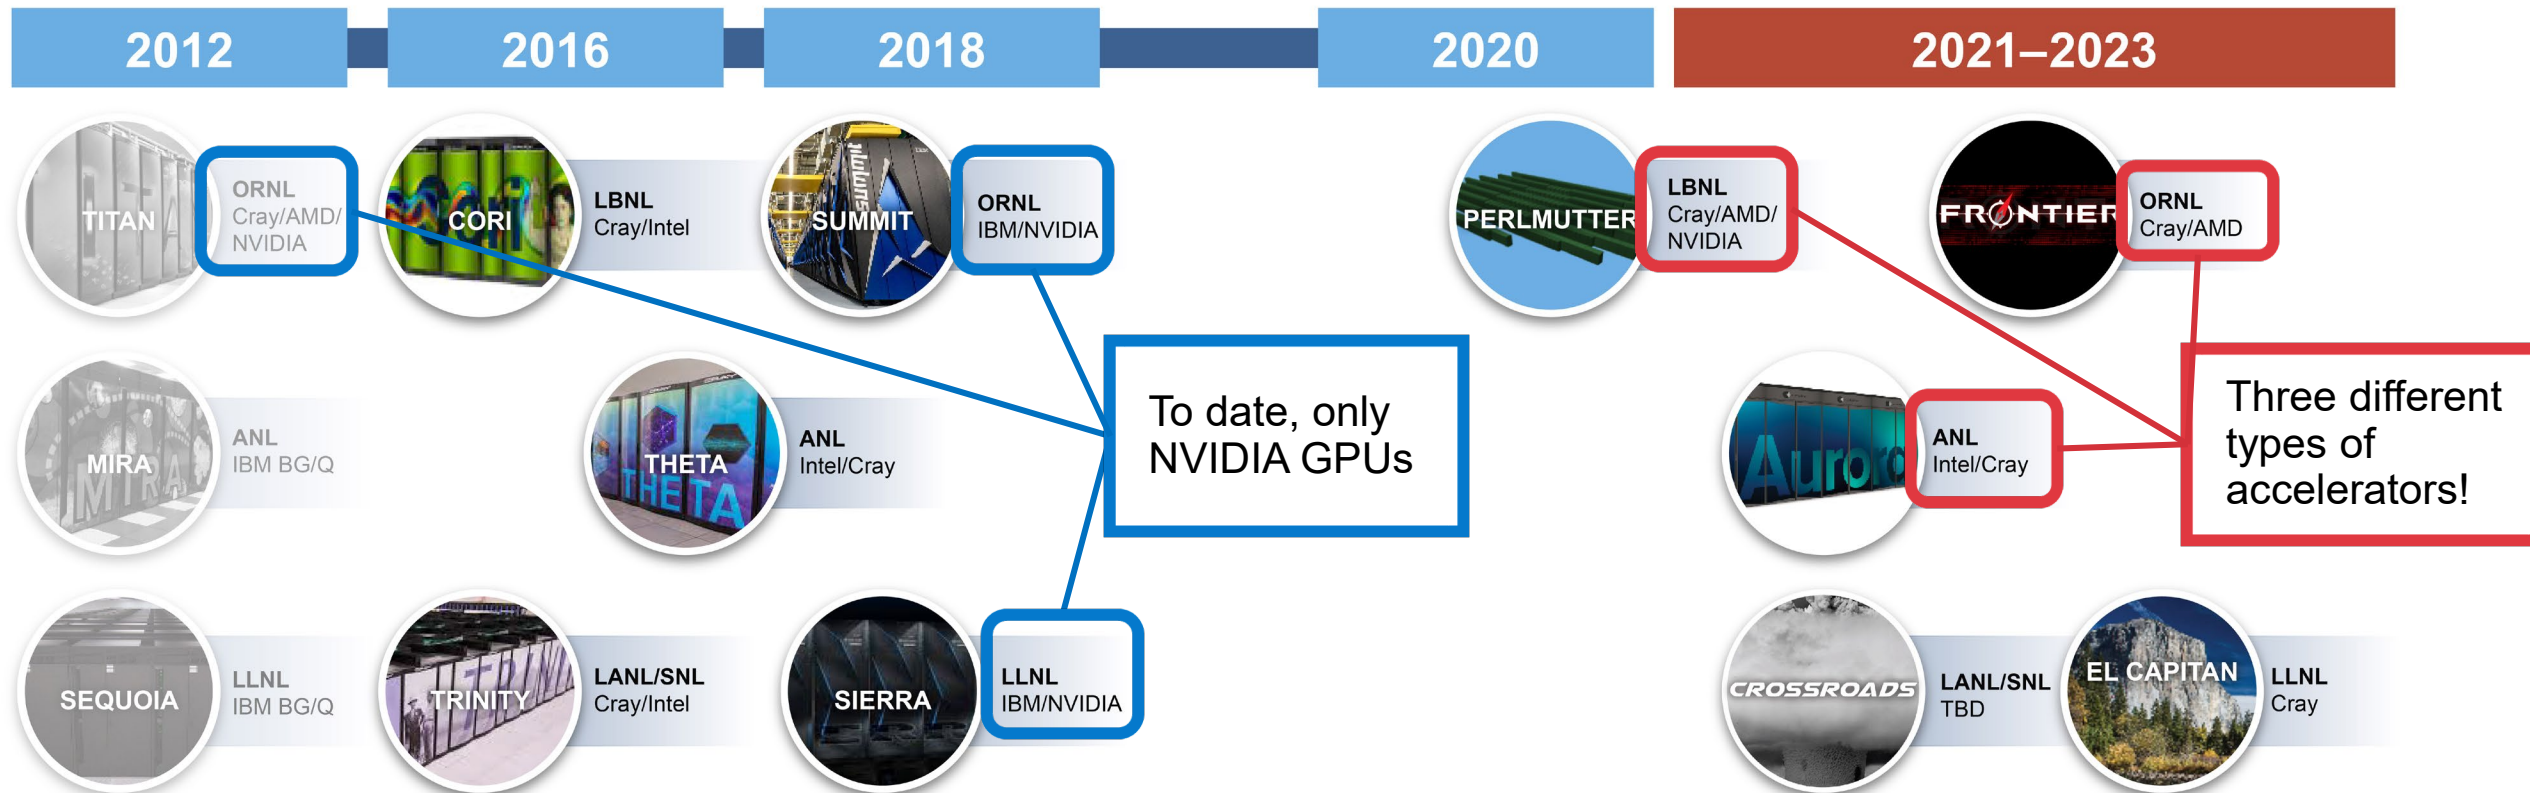 2012
2016
2018
2020
2021–2023
TITAN
ORNL
Cray/AMD/
NVIDIA
CORI
LBNL
Cray/Intel
SUMMIT
ORNL
IBM/NVIDIA
PERLMUTTER
LBNL
Cray/AMD/
NVIDIA
FRONTIER
ORNL
Cray/AMD
MIRA
MIRA
ANL
IBM BG/Q
THETA
THETA
ANL
Intel/Cray
To date, only
NVIDIA GPUs
Aurora
ANL
Intel/Cray
Three different
types of
accelerators!
SEQUOIA
LLNL
IBM BG/Q
TRINITY
LANL/SNL
Cray/Intel
SIERRA
LLNL
IBM/NVIDIA
CROSSROADS
LANL/SNL
TBD
EL CAPITAN
LLNL
Cray